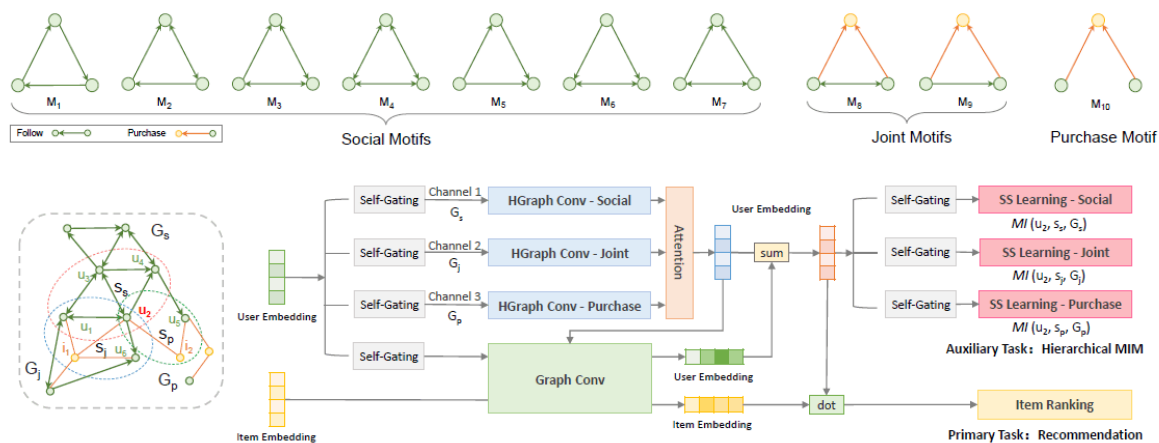 M1 M2 M3 M4 M5 M6 M7 M8 M9 M10
Follow Purchase
Social Motifs Joint Motifs Purchase Motif
Gs
u4
u3
Ss
u2
u1
u5
Sp
i1
Sj
u6
i2
Gj
Gp
User Embedding
Item Embedding
Self-Gating
Channel 1
Gs
HGraph Conv - Social
Self-Gating
Channel 2
Gj
HGraph Conv - Joint
Self-Gating
Channel 3
Gp
HGraph Conv - Purchase
Self-Gating
Attention
Graph Conv
User Embedding
sum
User Embedding
Item Embedding
dot
Self-Gating
SS Learning - Social
MI (u2, ss, Gs)
Self-Gating
SS Learning - Joint
MI (u2, sj, Gj)
Self-Gating
SS Learning - Purchase
MI (u2, sp, Gp)
Auxiliary Task: Hierarchical MIM
Item Ranking
Primary Task: Recommendation